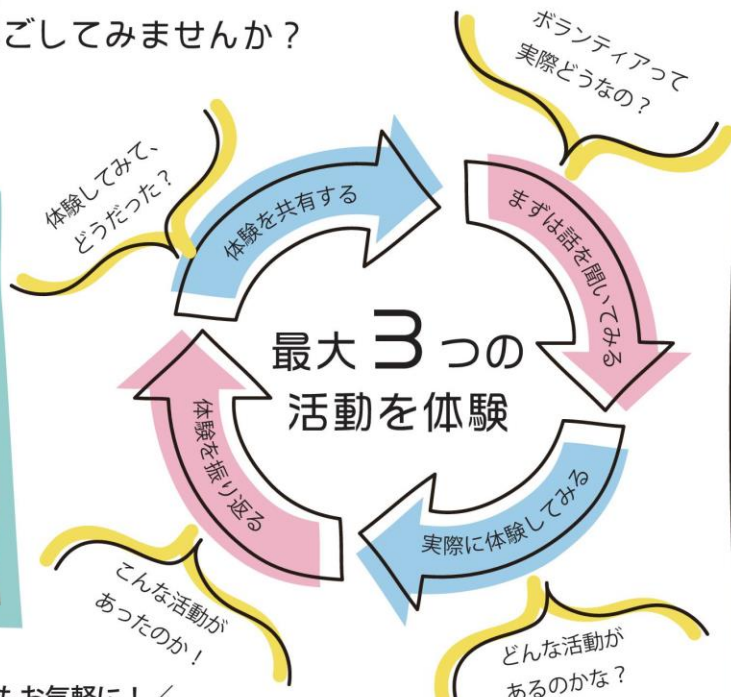 ごしてみませんか？
ボランティアって
実際どうなの？
まずは話を聞いてみる
どんな活動が
あるのかな？
実際に体験してみる
こんな活動が
あったのか！
体験を振り返る
体験してみて、
どうだった？
体験を共有する
最大3つの
活動を体験
もお気軽に！